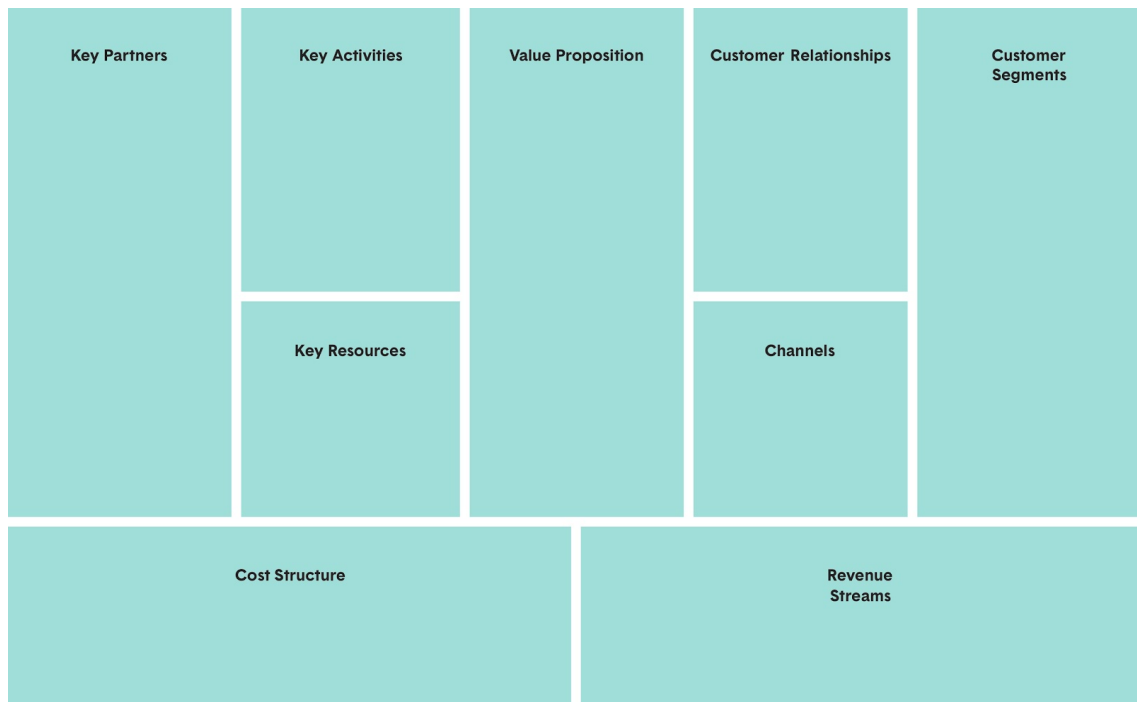 Key Partners
Key Activities
Value Proposition
Customer Relationships
Customer
Segments
Key Resources
Channels
Cost Structure
Revenue
Streams